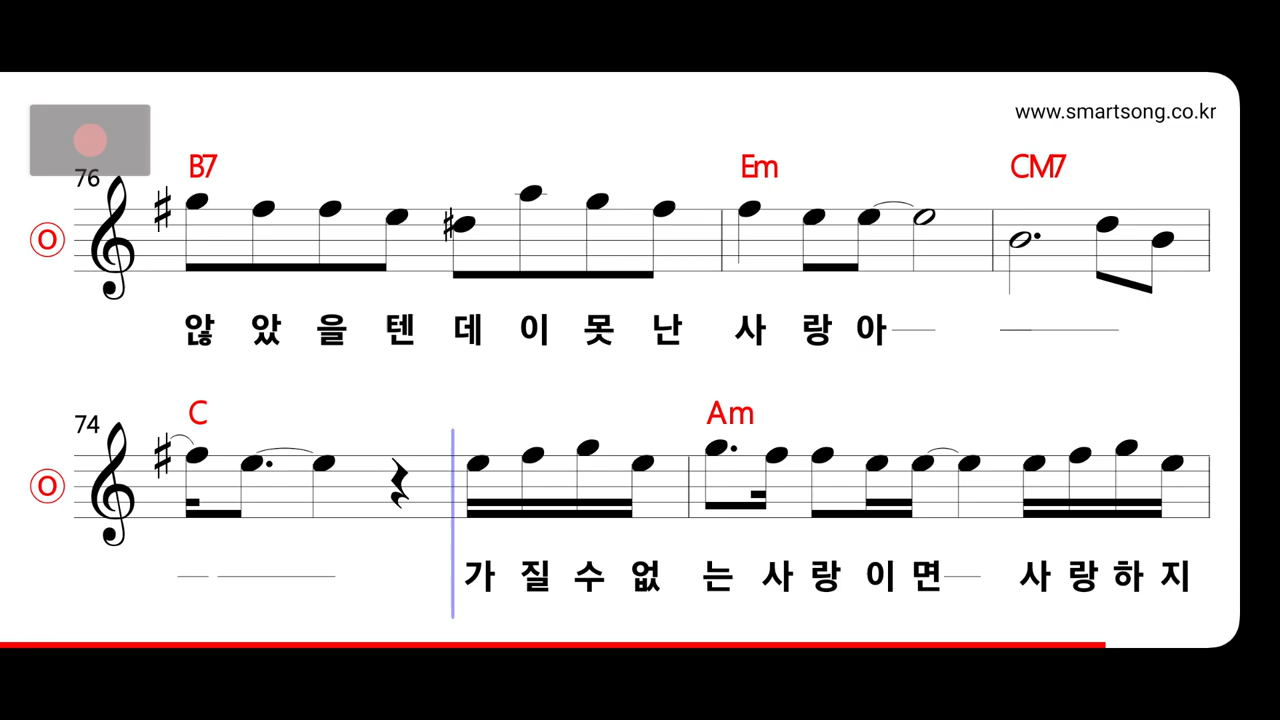 www.smartsong.co.kr
B7 Em CM7
76
O
않 았 을 텐 데 이 못 난 사 랑 아
C Am
74
O
가 질 수 없 는 사 랑 이 면 사 랑 하 지